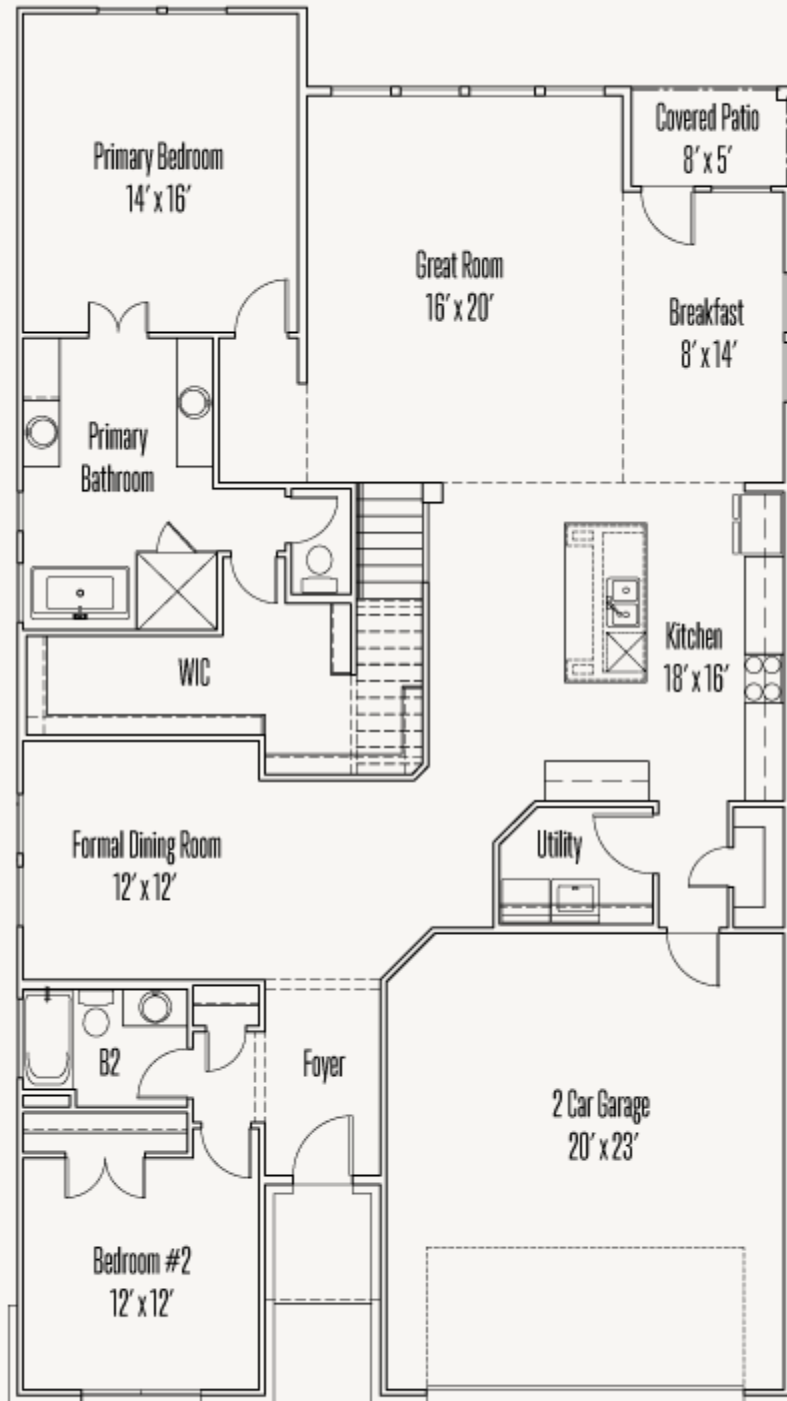 Covered Patio
8' x 5'
Primary Bedroom
14' x 16'
Great Room
16' x 20'
Breakfast
8' x 14'
Primary
Bathroom
Kitchen
18' x 16'
WIC
Formal Dining Room
12' x 12'
Utility
B2
Foyer
2 Car Garage
20' x 23'
Bedroom #2
12' x 12'